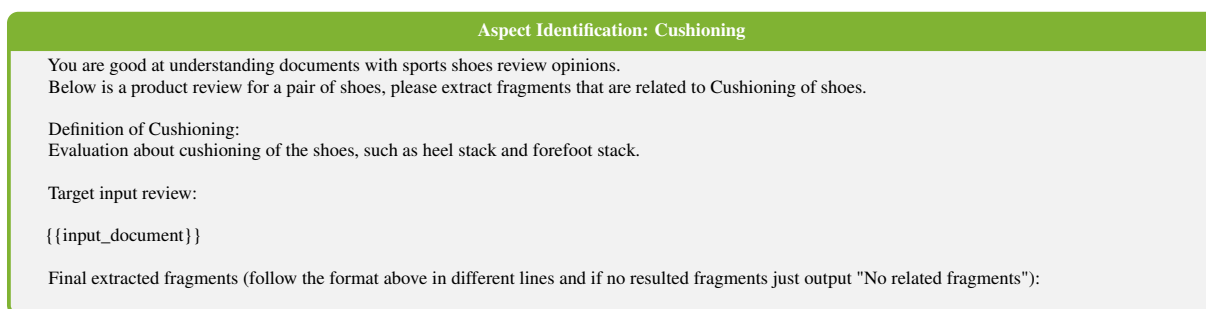 Aspect Identification: Cushioning
You are good at understanding documents with sports shoes review opinions.
Below is a product review for a pair of shoes, please extract fragments that are related to Cushioning of shoes.
Definition of Cushioning:
Evaluation about cushioning of the shoes, such as heel stack and forefoot stack.
Target input review:
{{input_document}}
Final extracted fragments (follow the format above in different lines and if no resulted fragments just output "No related fragments"):